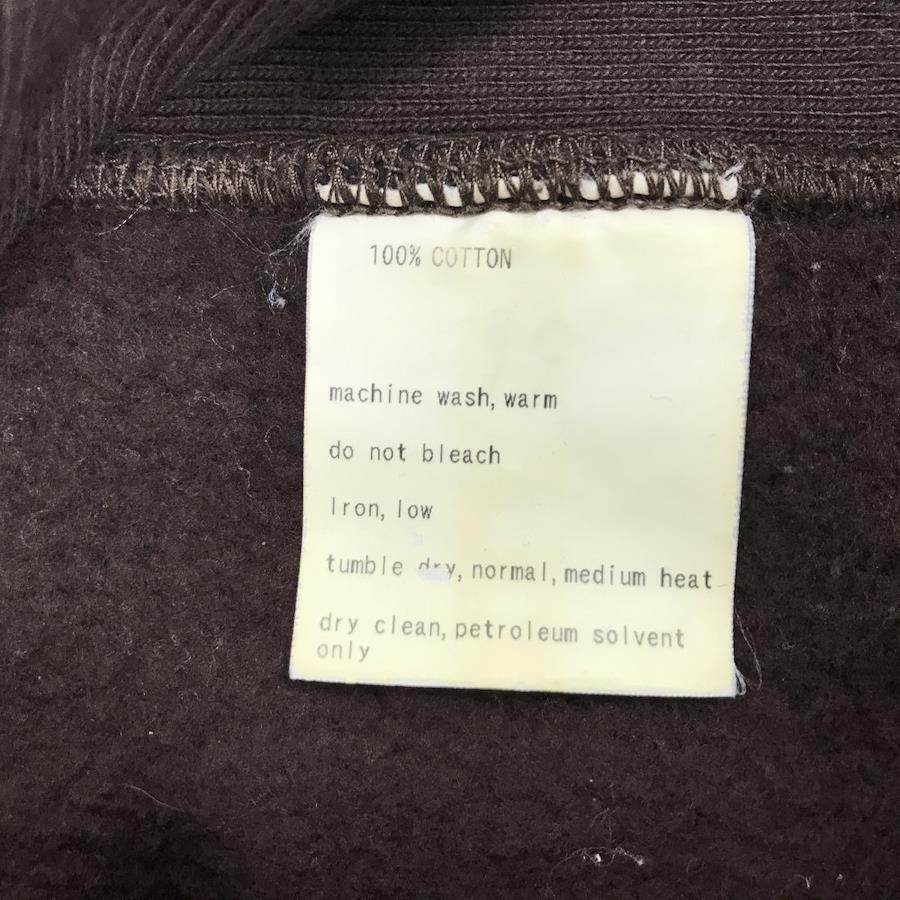 100% COTTON
machine wash, warm
do not bleach
Iron, low
tumble dry, normal, medium heat
dry clean, petroleum solvent
only